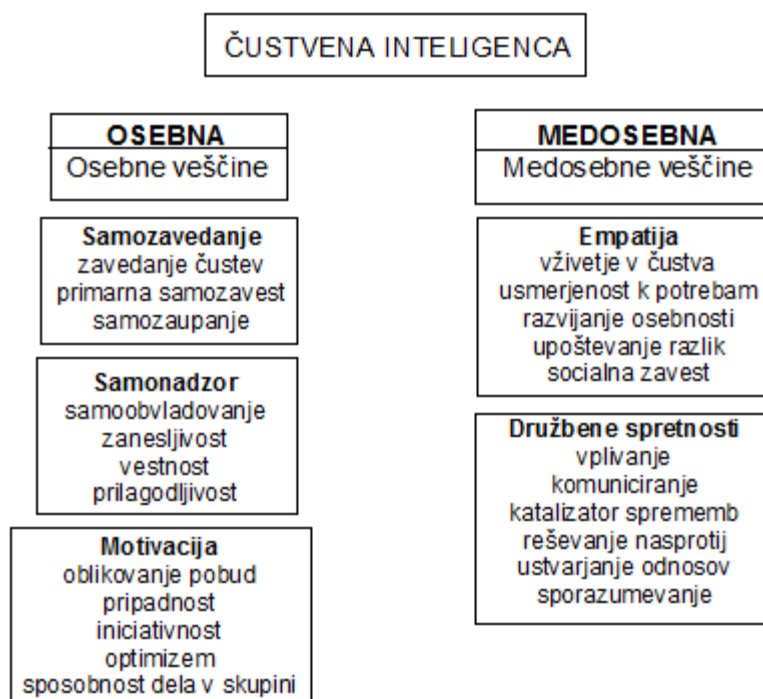 ČUSTVENA INTELIGENCA
OSEBNA
Osebne veščine
Samozavedanje
zavedanje čustev
primarna samozavest
samozaupanje
Samonadzor
samoobvladovanje
zanesljivost
vestnost
prilagodljivost
Motivacija
oblikovanje pobud
pripadnost
iniciativnost
optimizem
sposobnost dela v skupini
MEDOSEBNA
Medosebne veščine
Empatija
vživetje v čustva
usmerjenost k potrebam
razvijanje osebnosti
upoštevanje razlik
socialna zavest
Družbene spretnosti
vplivanje
komuniciranje
katalizator sprememb
reševanje nasprotij
ustvarjanje odnosov
sporazumevanje